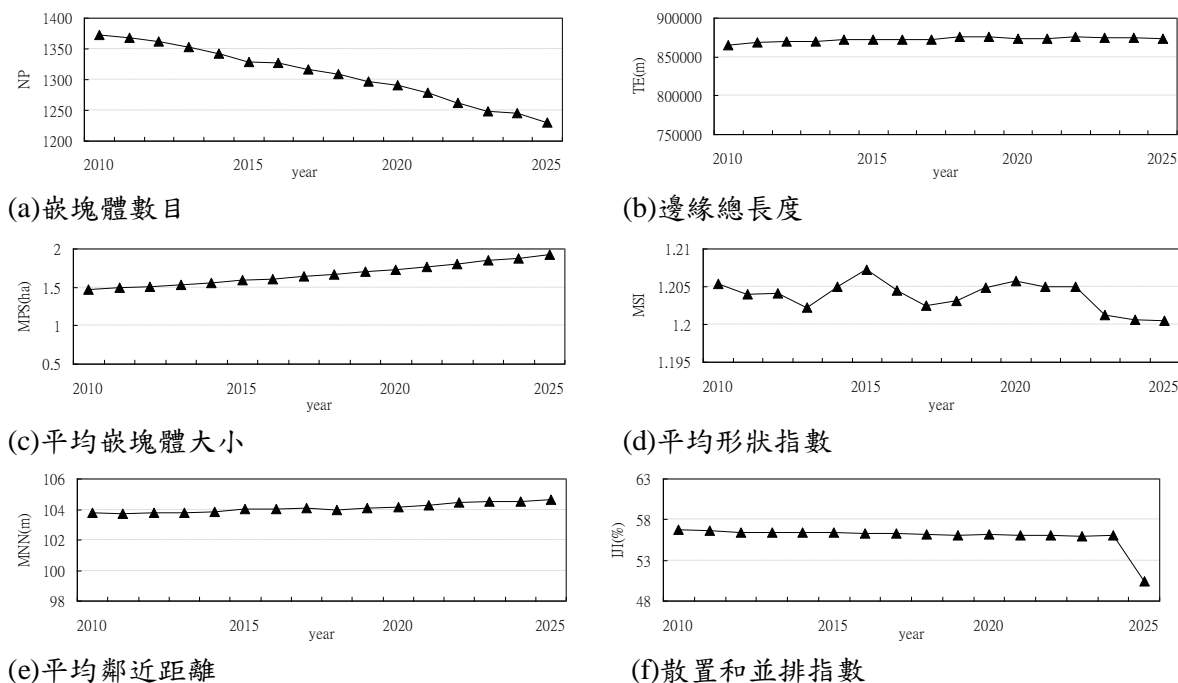 1400
1350
1300
1250
1200
NP
2010 2015 2020 2025
year
(a)嵌塊體數目
900000
850000
800000
750000
TE(m)
2010 2015 2020 2025
year
(b)邊緣總長度
2
1.5
1
0.5
MPS(ha)
2010 2015 2020 2025
year
(c)平均嵌塊體大小
1.21
1.205
1.2
1.195
MSI
2010 2015 2020 2025
year
(d)平均形狀指數
106
104
102
100
98
MNN(m)
2010 2015 2020 2025
year
(e)平均鄰近距離
63
58
53
48
IJI(%)
2010 2015 2020 2025
year
(f)散置和並排指數